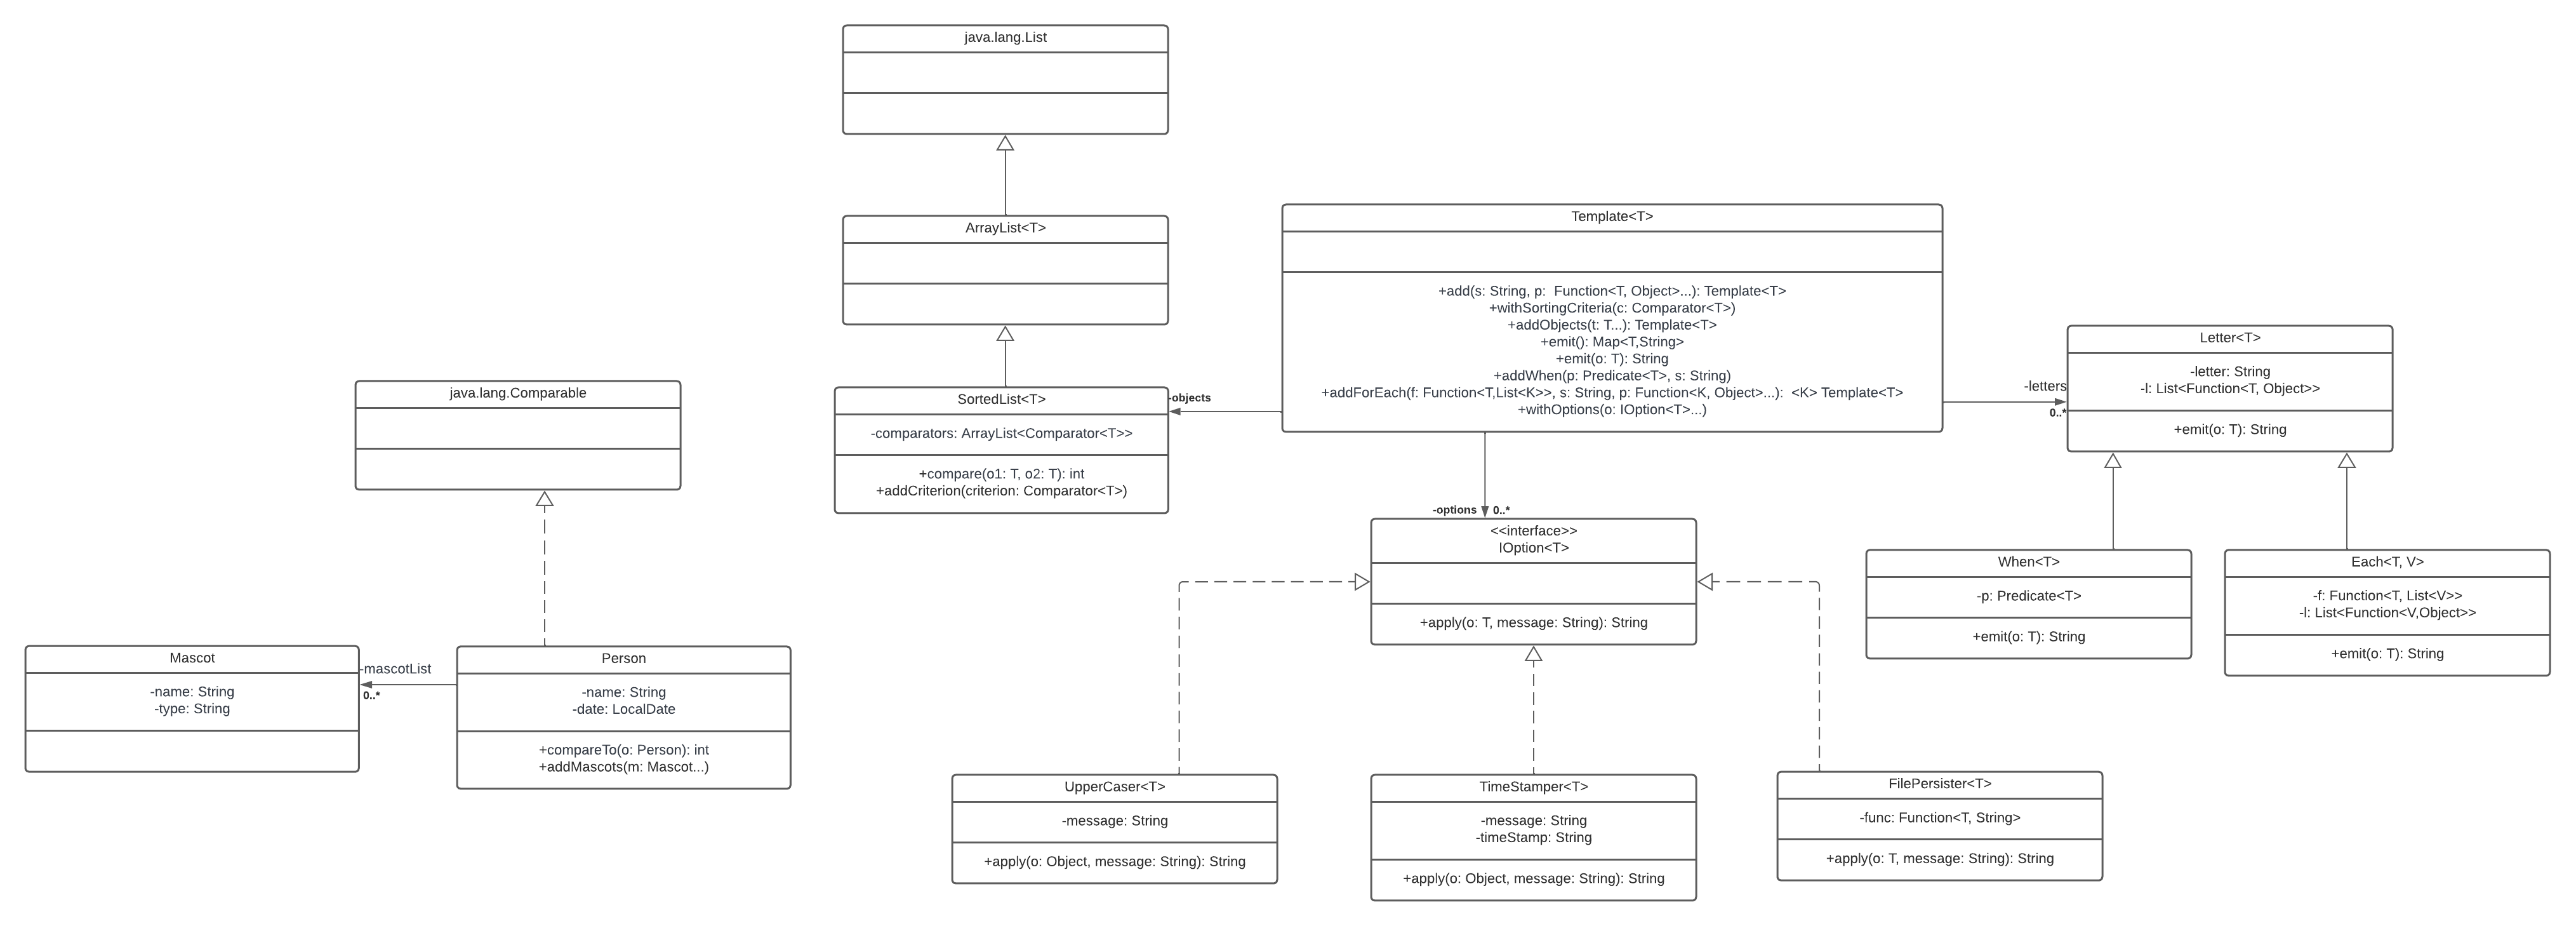 java.lang.List
ArrayList<T>
Template<T>
+add(s: String, p:  Function<T, Object>...): Template<T>
+withSortingCriteria(c: Comparator<T>)
+addObjects(t: T...): Template<T>
+emit(): Map<T,String>
+emit(o: T): String
+addWhen(p: Predicate<T>, s: String)
+addForEach(f: Function<T,List<K>>, s: String, p: Function<K, Object>...):  <K> Template<T>
+withOptions(o: IOption<T>...)
Letter<T>
-letter: String
-l: List<Function<T, Object>>
+emit(o: T): String
-letters
0..*
java.lang.Comparable
SortedList<T>
-comparators: ArrayList<Comparator<T>>
+compare(o1: T, o2: T): int
+addCriterion(criterion: Comparator<T>)
-objects
-options
0..*
<<interface>>
IOption<T>
+apply(o: T, message: String): String
When<T>
-p: Predicate<T>
+emit(o: T): String
Each<T, V>
-f: Function<T, List<V>>
-l: List<Function<V,Object>>
+emit(o: T): String
Mascot
-name: String
-type: String
-mascotList
0..*
Person
-name: String
-date: LocalDate
+compareTo(o: Person): int
+addMascots(m: Mascot...)
UpperCaser<T>
-message: String
+apply(o: Object, message: String): String
TimeStamper<T>
-message: String
-timeStamp: String
+apply(o: Object, message: String): String
FilePersister<T>
-func: Function<T, String>
+apply(o: T, message: String): String